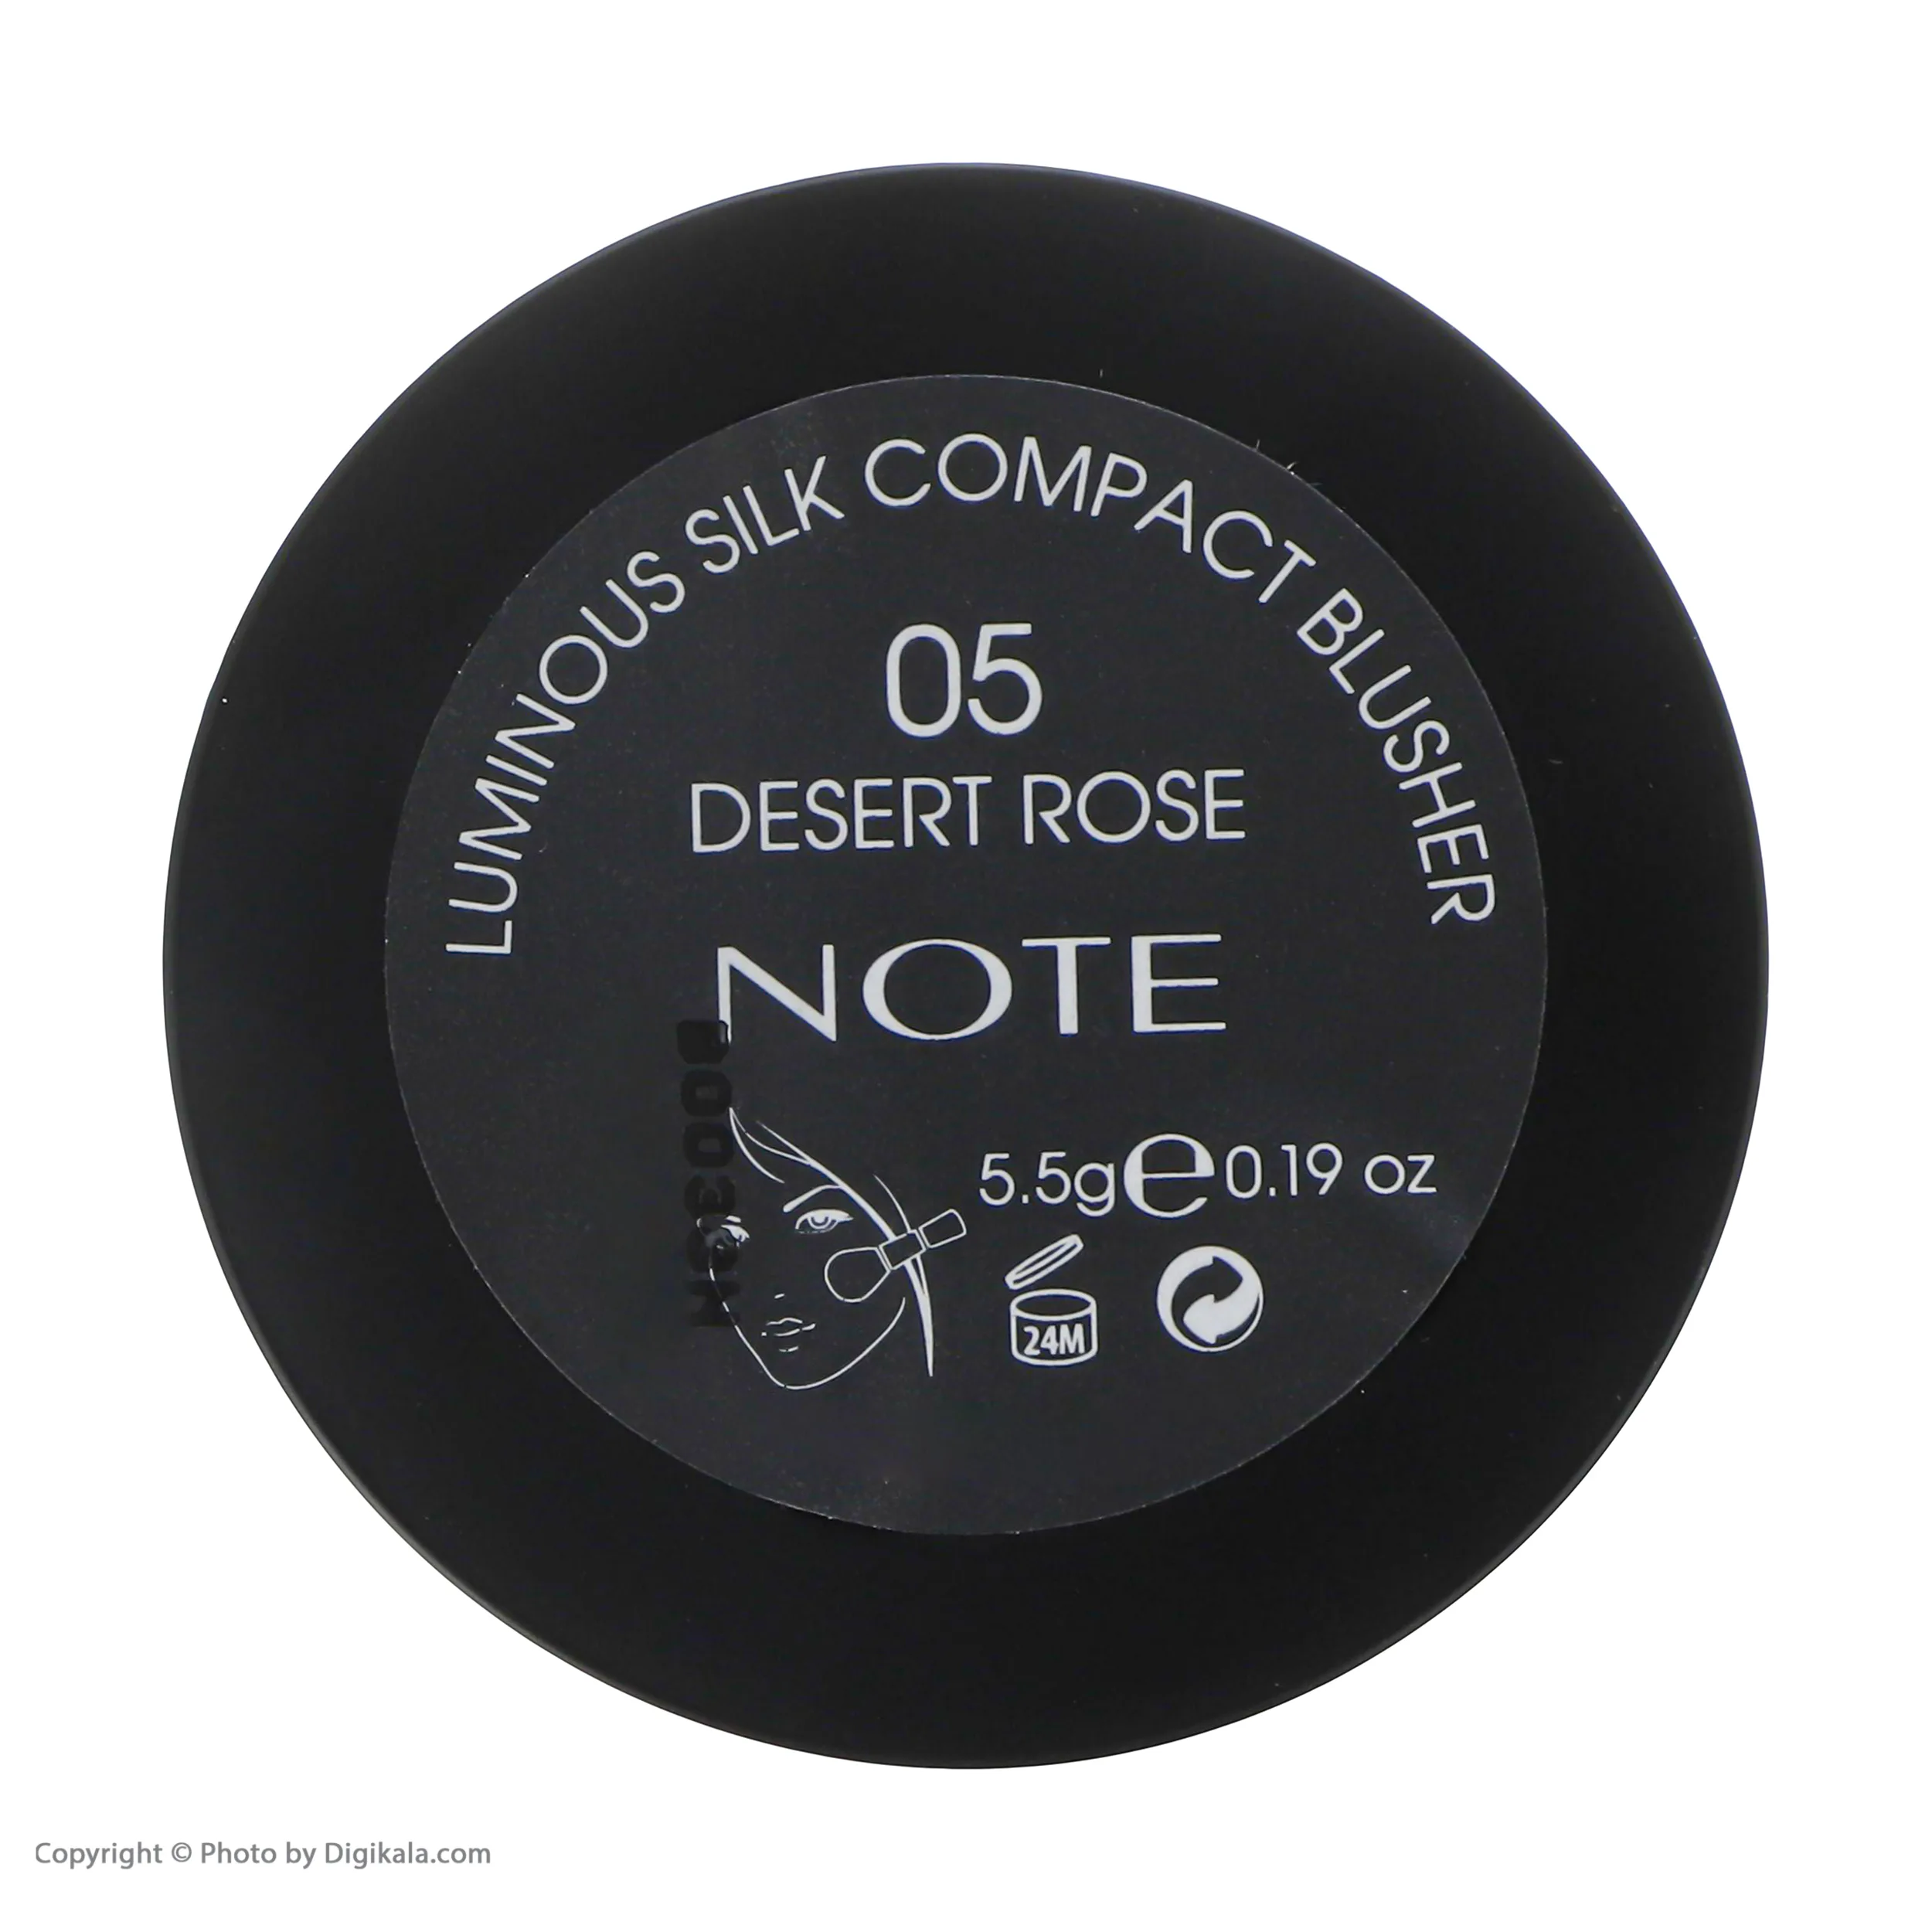 LUMINOUS SILK COMPACT BLUSHER
05
DESERT ROSE
NOTE
5.5g e 0.19 oz
24M
Copyright © Photo by Digikala.com